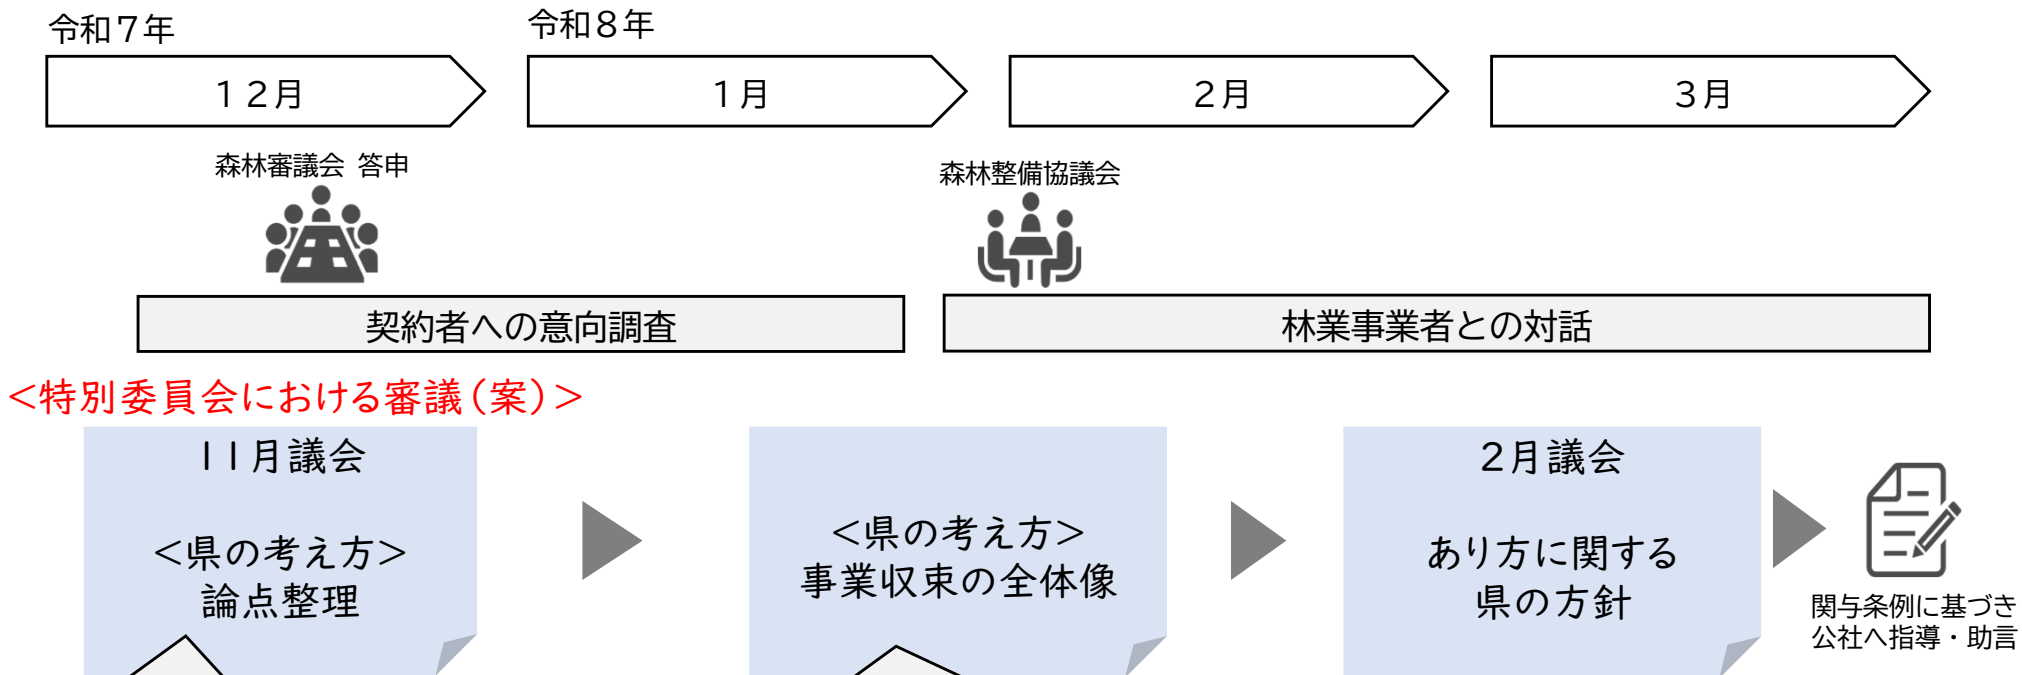 令和７年
令和８年
１２月
１月
２月
３月
森林審議会 答申
森林整備協議会
契約者への意向調査
林業事業者との対話
＜特別委員会における審議（案）＞
１１月議会
＜県の考え方＞
論点整理
＜県の考え方＞
事業収束の全体像
２月議会
あり方に関する
県の方針
関与条例に基づき
公社へ指導・助言